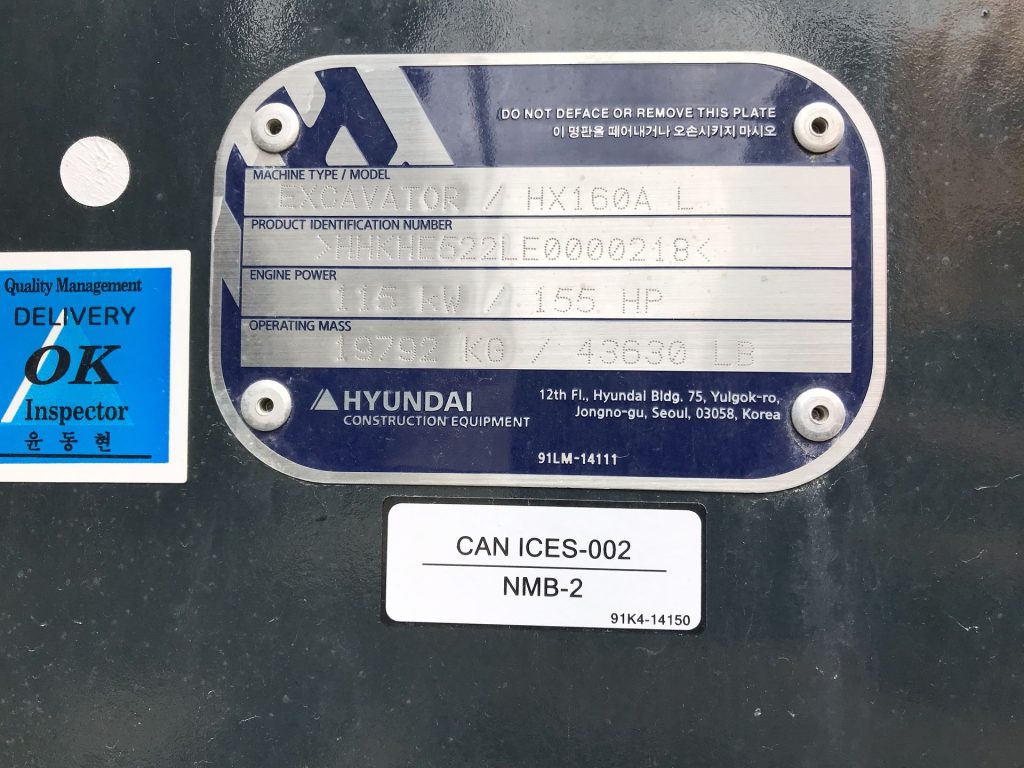 DO NOT DEFACE OR REMOVE THIS PLATE
이 명판을 떼어내거나 오손시키지 마시오
MACHINE TYPE / MODEL
EXCAVATOR / HX160A L
PRODUCT IDENTIFICATION NUMBER
>HHKHE622LE0000218<
ENGINE POWER
116 kW / 155 HP
OPERATING MASS
19792 KG / 43630 LB
HYUNDAI
CONSTRUCTION EQUIPMENT
12th Fl., Hyundai Bldg. 75, Yulgok-ro,
Jongno-gu, Seoul, 03058, Korea
91LM-14111
Quality Management
DELIVERY
OK
Inspector
윤동현
CAN ICES-002
NMB-2
91K4-14150